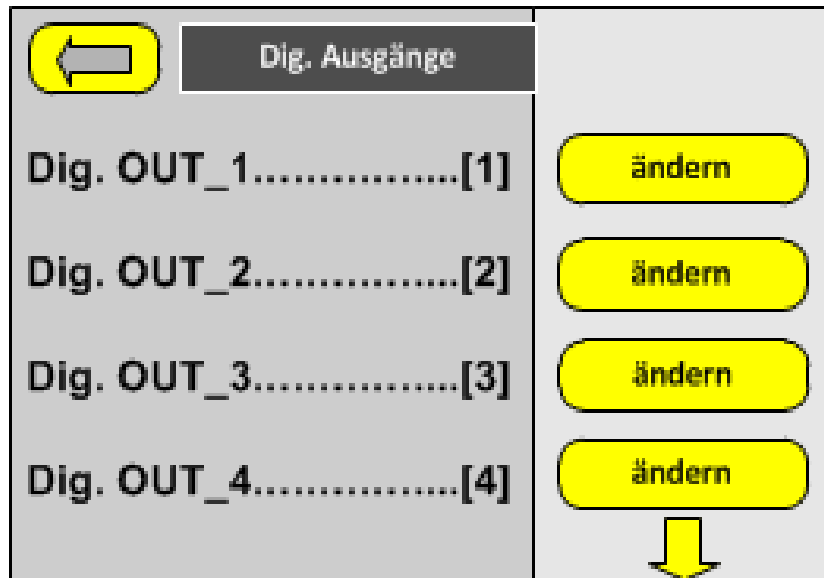 Dig. Ausgänge
Dig. OUT_1................[1] ändern
Dig. OUT_2................[2] ändern
Dig. OUT_3................[3] ändern
Dig. OUT_4................[4] ändern